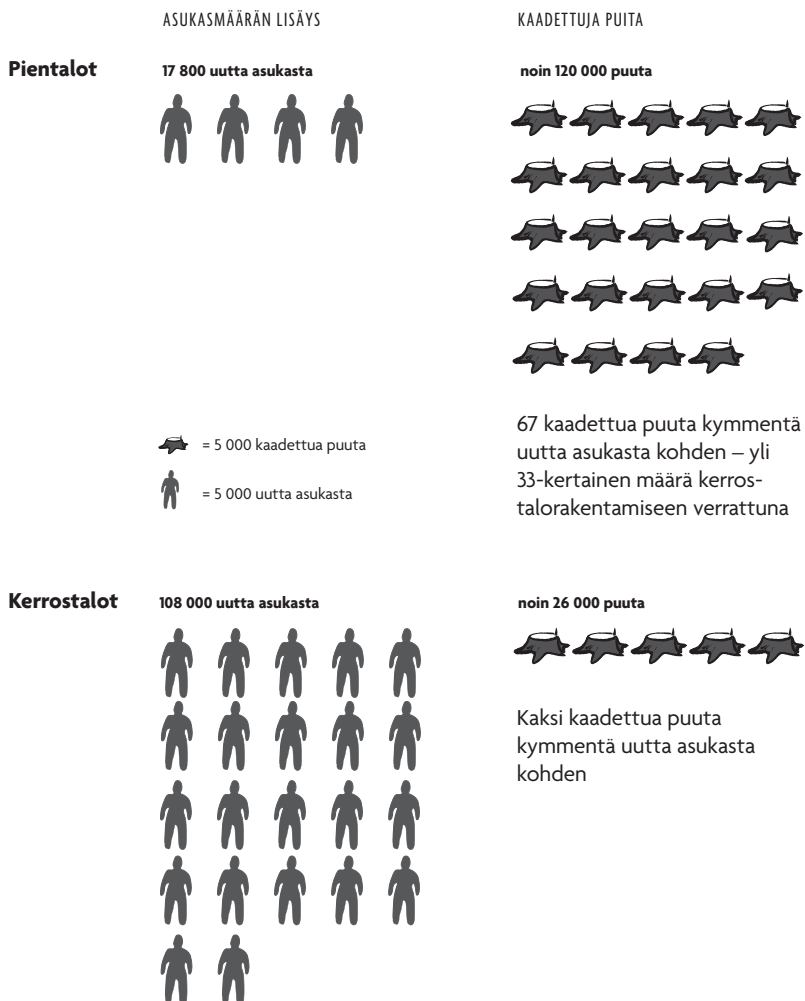 ASUKASMÄÄRÄN LISÄYS
KAADETTUJA PUITA
Pientalot
17 800 uutta asukasta
noin 120 000 puuta
= 5 000 kaadettua puuta
= 5 000 uutta asukasta
67 kaadettua puuta kymmentä
uutta asukasta kohden – yli
33-kertainen määrä kerros-
talorakentamiseen verrattuna
Kerrostalot
108 000 uutta asukasta
noin 26 000 puuta
Kaksi kaadettua puuta
kymmentä uutta asukasta
kohden